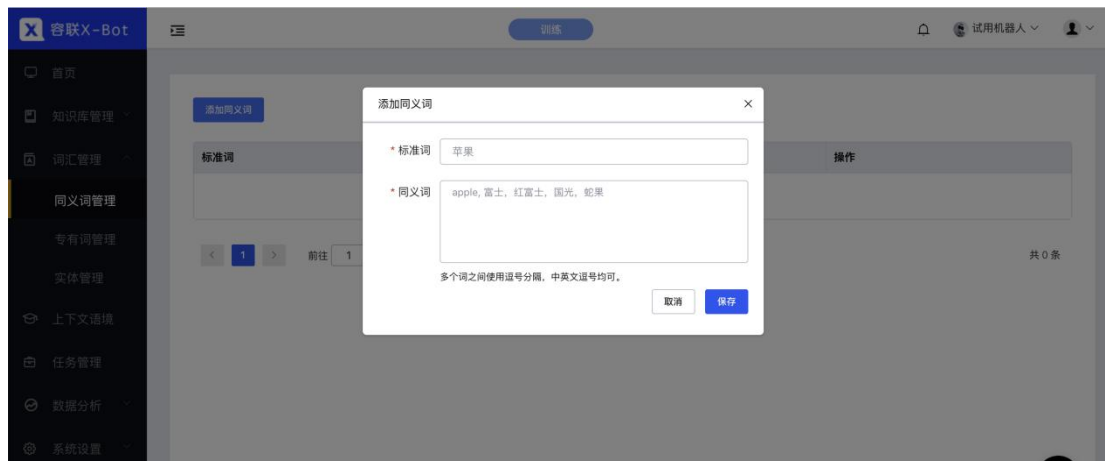 容联X-Bot
训练
试用机器人
首页
知识库管理
词汇管理
同义词管理
专有词管理
实体管理
上下文语境
任务管理
数据分析
系统设置
添加同义词
标准词
操作
1
前往 1
共 0 条
添加同义词
* 标准词 苹果
* 同义词 apple, 富士, 红富士, 国光, 蛇果
多个词之间使用逗号分隔，中英文逗号均可。
取消 保存